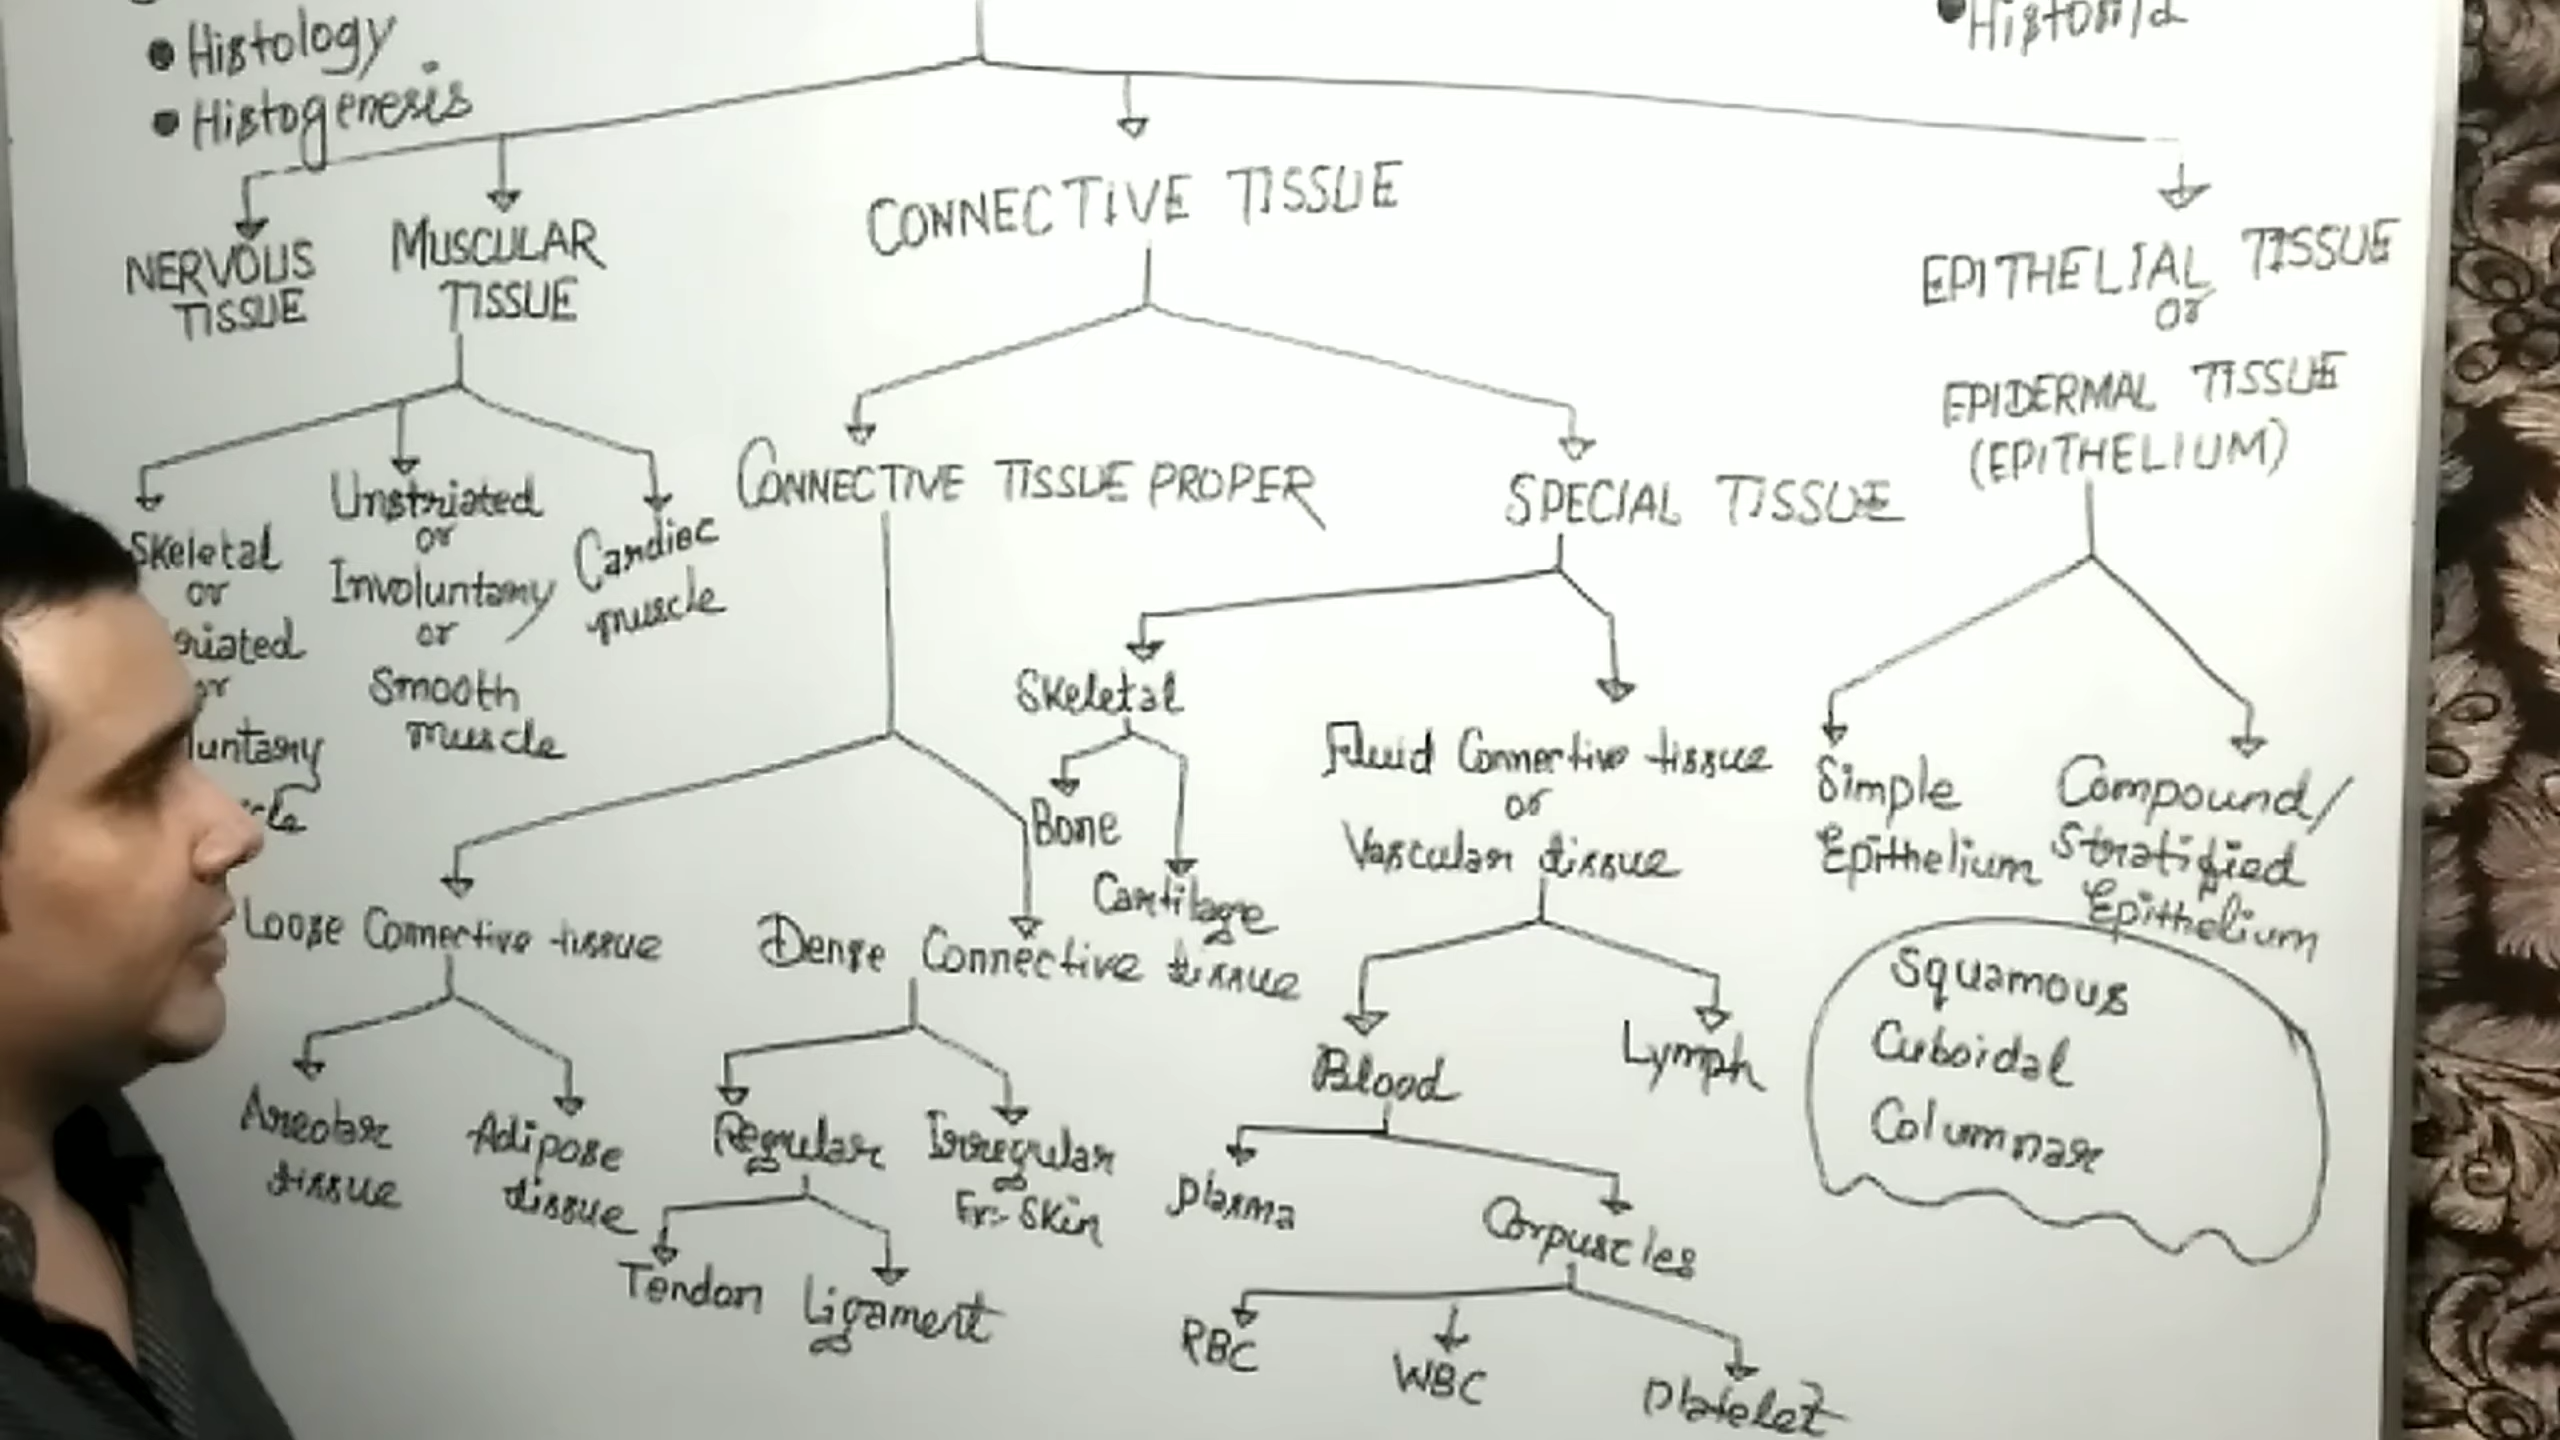 Histology
Histogenesis
NERVOUS
TISSUE
MUSCULAR
TISSUE
CONNECTIVE TISSUE
EPITHELIAL TISSUE
or
EPIDERMAL TISSUE
(EPITHELIUM)
Skeletal
or
riated
or
luntary
cle
Unstriated
or
Involuntary
or
Smooth
muscle
Cardiac
muscle
CONNECTIVE TISSUE PROPER
SPECIAL TISSUE
Skeletal
Bone
Cartilage
Fluid Connective tissue
or
Vascular tissue
Simple
Epithelium
Compound/
Stratified
Epithelium
Loose Connective tissue
Dense Connective tissue
Squamous
Cuboidal
Columnar
Areolar
tissue
Adipose
tissue
Regular
Irregular
Ex:- Skin
Tendon
Ligament
Blood
Lymph
Plasma
Corpuscles
RBC
WBC
Platelet